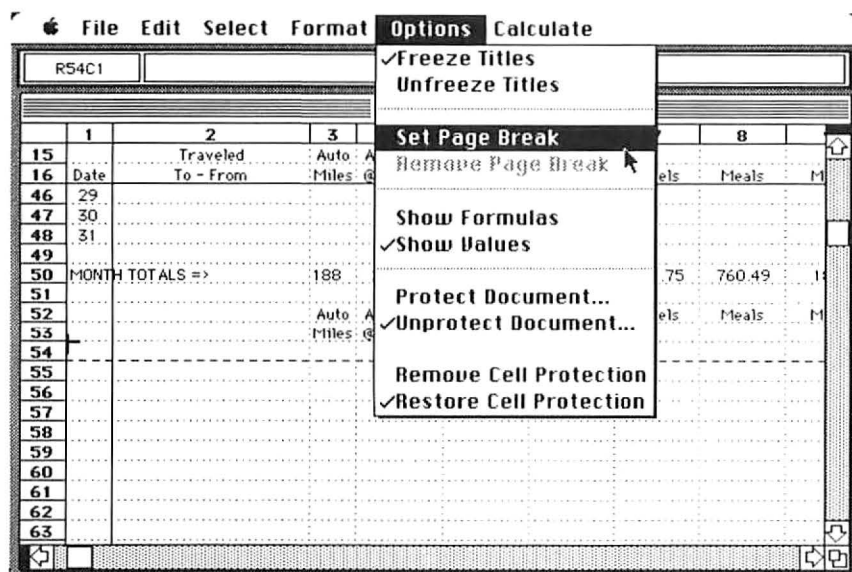 File Edit Select Format Options Calculate
R54C1
✓Freeze Titles
Unfreeze Titles
Set Page Break
Remove Page Break
Show Formulas
✓Show Values
Protect Document...
✓Unprotect Document...
Remove Cell Protection
✓Restore Cell Protection
1 2 3 8
15 Traveled Auto A
16 Date To - From Miles @ els Meals M
46 29
47 30
48 31
49
50 MONTH TOTALS => 188 .75 760.49
51
52 Auto A els Meals M
53 Miles @
54
55
56
57
58
59
60
61
62
63